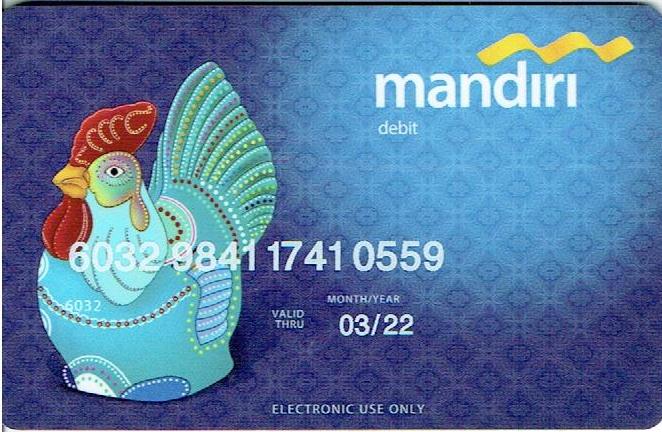 mandiri
debit
6032 9841 1741 0559
6032
MONTH/YEAR
VALID
THRU
03/22
ELECTRONIC USE ONLY